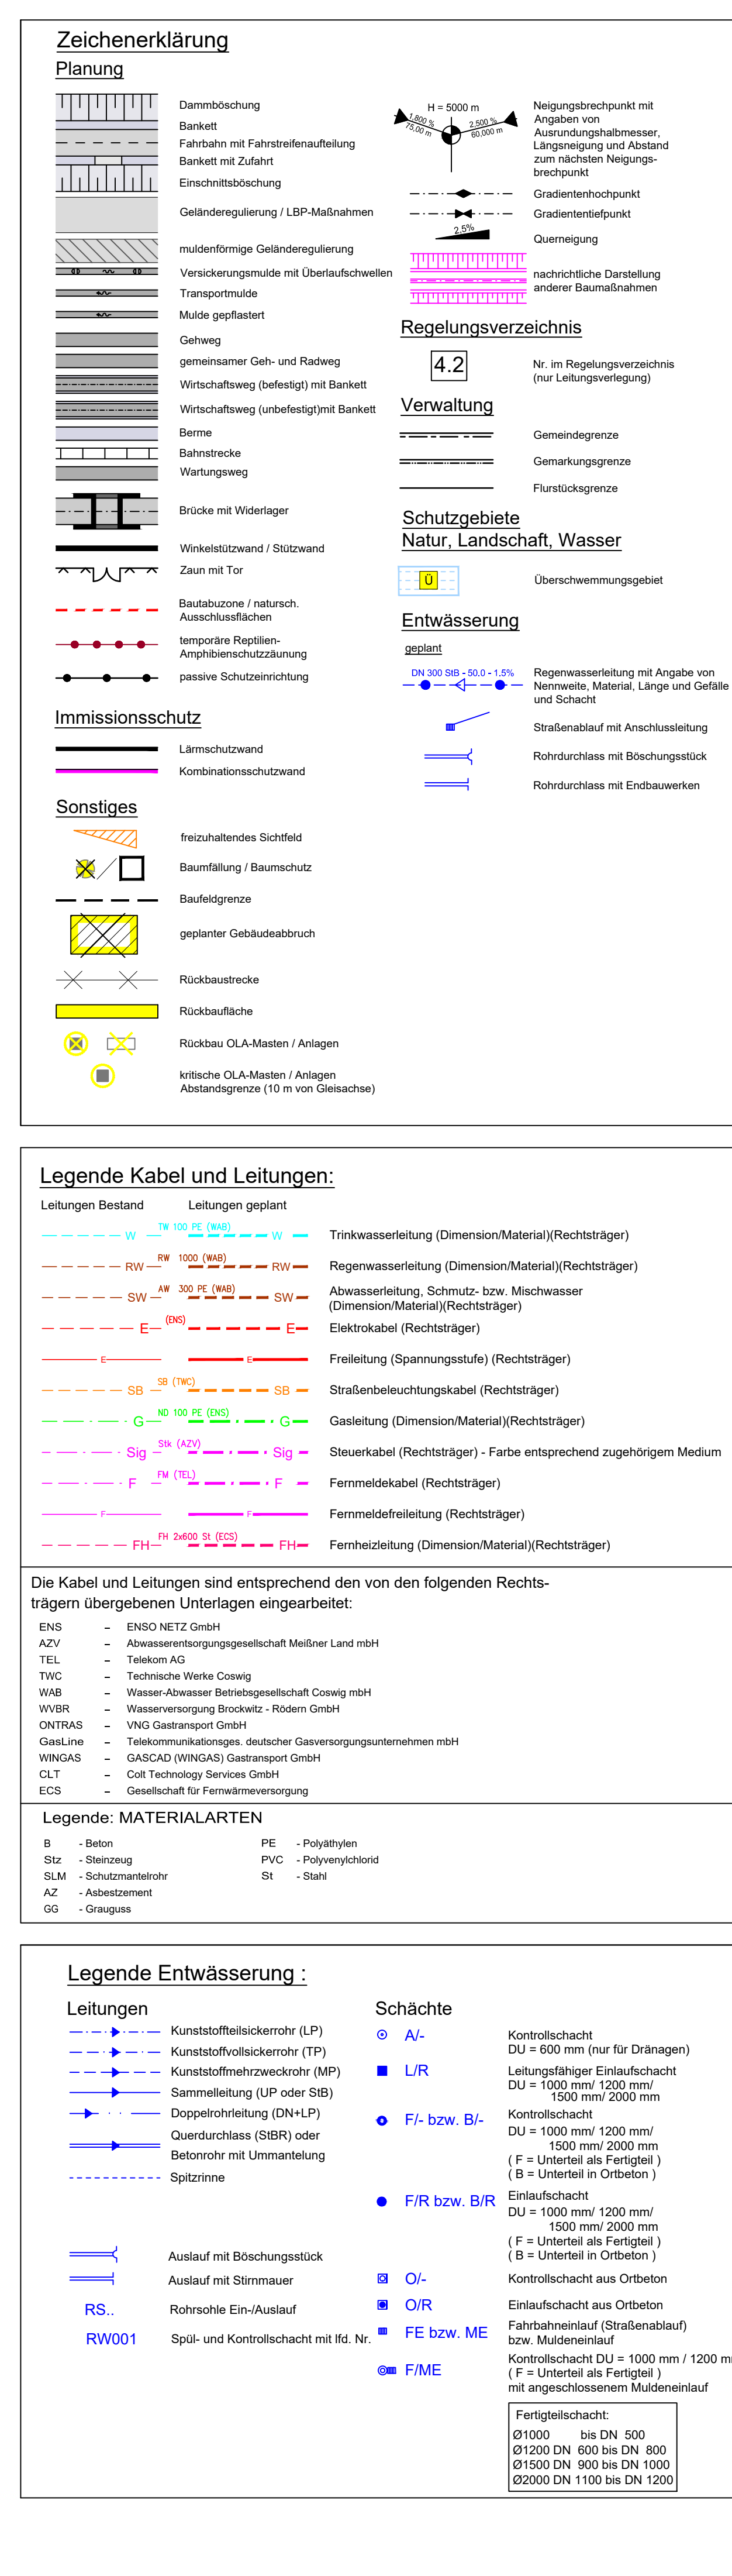 Zeichenerklärung
Planung
Dammböschung
Bankett
Fahrbahn mit Fahrstreifenaufteilung
Bankett mit Zufahrt
Einschnittsböschung
Geländeregulierung / LBP-Maßnahmen
muldenförmige Geländeregulierung
Versickerungsmulde mit Überlaufschwellen
Transportmulde
Mulde gepflastert
Gehweg
gemeinsamer Geh- und Radweg
Wirtschaftsweg (befestigt) mit Bankett
Wirtschaftsweg (unbefestigt)mit Bankett
Berme
Bahnstrecke
Wartungsweg
Brücke mit Widerlager
Winkelstützwand / Stützwand
Zaun mit Tor
Bautabuzone / natursch.
Ausschlussflächen
temporäre Reptilien-
Amphibienschutzzäunung
passive Schutzeinrichtung
Immissionsschutz
Lärmschutzwand
Kombinationsschutzwand
Sonstiges
freizuhaltendes Sichtfeld
Baumfällung / Baumschutz
Baufeldgrenze
geplanter Gebäudeabbruch
Rückbaustrecke
Rückbaufläche
Rückbau OLA-Masten / Anlagen
kritische OLA-Masten / Anlagen
Abstandsgrenze (10 m von Gleisachse)
H = 5000 m
1,800 %
75,00 m
2,500 %
60,000 m
Neigungsbrechpunkt mit
Angaben von
Ausrundungshalbmesser,
Längsneigung und Abstand
zum nächsten Neigungs-
brechpunkt
Gradientenhochpunkt
Gradiententiefpunkt
2,5%
Querneigung
nachrichtliche Darstellung
anderer Baumaßnahmen
Regelungsverzeichnis
4.2
Nr. im Regelungsverzeichnis
(nur Leitungsverlegung)
Verwaltung
Gemeindegrenze
Gemarkungsgrenze
Flurstücksgrenze
Schutzgebiete
Natur, Landschaft, Wasser
Ü
Überschwemmungsgebiet
Entwässerung
geplant
DN 300 StB - 50,0 - 1,5%
Regenwasserleitung mit Angabe von
Nennweite, Material, Länge und Gefälle
und Schacht
Straßenablauf mit Anschlussleitung
Rohrdurchlass mit Böschungsstück
Rohrdurchlass mit Endbauwerken
Legende Kabel und Leitungen:
Leitungen Bestand Leitungen geplant
W TW 100 PE (WAB) W Trinkwasserleitung (Dimension/Material)(Rechtsträger)
RW RW 1000 (WAB) RW Regenwasserleitung (Dimension/Material)(Rechtsträger)
SW AW 300 PE (WAB) SW Abwasserleitung, Schmutz- bzw. Mischwasser
(Dimension/Material)(Rechtsträger)
E (ENS) E Elektrokabel (Rechtsträger)
E E Freileitung (Spannungsstufe) (Rechtsträger)
SB SB (TWC) SB Straßenbeleuchtungskabel (Rechtsträger)
G ND 100 PE (ENS) G Gasleitung (Dimension/Material)(Rechtsträger)
Sig Stk (AZV) Sig Steuerkabel (Rechtsträger) - Farbe entsprechend zugehörigem Medium
F FM (TEL) F Fernmeldekabel (Rechtsträger)
F F Fernmeldefreileitung (Rechtsträger)
FH FH 2x600 St (ECS) FH Fernheizleitung (Dimension/Material)(Rechtsträger)
Die Kabel und Leitungen sind entsprechend den von den folgenden Rechts-
trägern übergebenen Unterlagen eingearbeitet:
ENS – ENSO NETZ GmbH
AZV – Abwasserentsorgungsgesellschaft Meißner Land mbH
TEL – Telekom AG
TWC – Technische Werke Coswig
WAB – Wasser-Abwasser Betriebsgesellschaft Coswig mbH
WVBR – Wasserversorgung Brockwitz - Rödern GmbH
ONTRAS – VNG Gastransport GmbH
GasLine – Telekommunikationsges. deutscher Gasversorgungsunternehmen mbH
WINGAS – GASCAD (WINGAS) Gastransport GmbH
CLT – Colt Technology Services GmbH
ECS – Gesellschaft für Fernwärmeversorgung
Legende: MATERIALARTEN
B - Beton
Stz - Steinzeug
SLM - Schutzmantelrohr
AZ - Asbestzement
GG - Grauguss
PE - Polyäthylen
PVC - Polyvenylchlorid
St - Stahl
Legende Entwässerung :
Leitungen
Kunststoffteilsickerrohr (LP)
Kunststoffvollsickerrohr (TP)
Kunststoffmehrzweckrohr (MP)
Sammelleitung (UP oder StB)
Doppelrohrleitung (DN+LP)
Querdurchlass (StBR) oder
Betonrohr mit Ummantelung
Spitzrinne
Auslauf mit Böschungsstück
Auslauf mit Stirnmauer
RS.. Rohrsohle Ein-/Auslauf
RW001 Spül- und Kontrollschacht mit lfd. Nr.
Schächte
A/- Kontrollschacht
DU = 600 mm (nur für Dränagen)
L/R Leitungsfähiger Einlaufschacht
DU = 1000 mm/ 1200 mm/
1500 mm/ 2000 mm
F/- bzw. B/- Kontrollschacht
DU = 1000 mm/ 1200 mm/
1500 mm/ 2000 mm
( F = Unterteil als Fertigteil )
( B = Unterteil in Ortbeton )
F/R bzw. B/R Einlaufschacht
DU = 1000 mm/ 1200 mm/
1500 mm/ 2000 mm
( F = Unterteil als Fertigteil )
( B = Unterteil in Ortbeton )
O/- Kontrollschacht aus Ortbeton
O/R Einlaufschacht aus Ortbeton
FE bzw. ME Fahrbahneinlauf (Straßenablauf)
bzw. Muldeneinlauf
F/ME Kontrollschacht DU = 1000 mm / 1200
( F = Unterteil als Fertigteil )
mit angeschlossenem Muldeneinlauf
Fertigteilschacht:
Ø1000 bis DN 500
Ø1200 DN 600 bis DN 800
Ø1500 DN 900 bis DN 1000
Ø2000 DN 1100 bis DN 1200